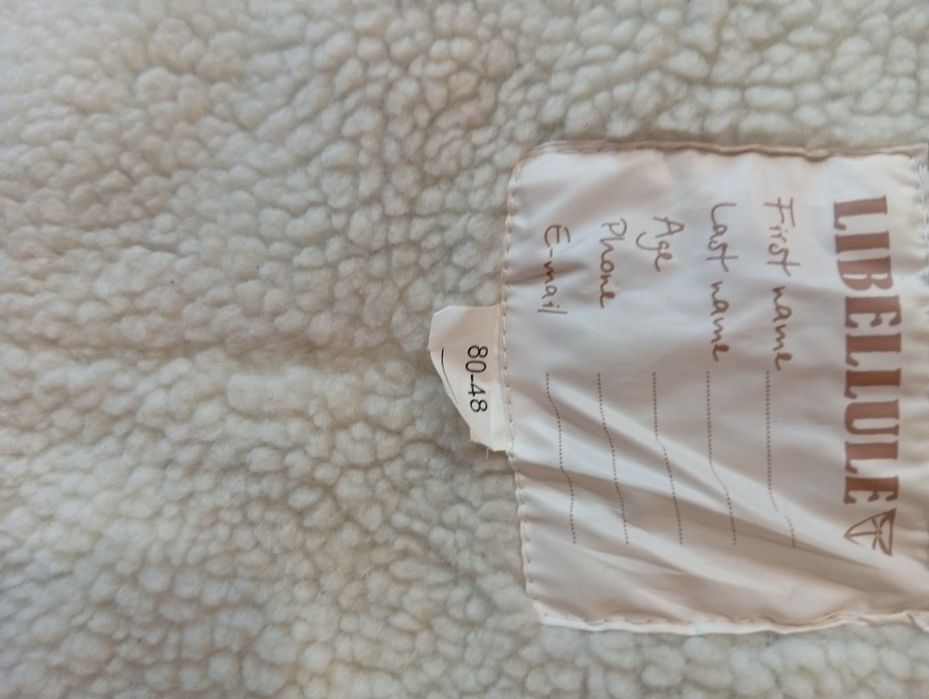 LIBELLULE
First name
Last name
Age
Phone
E-mail
80-48